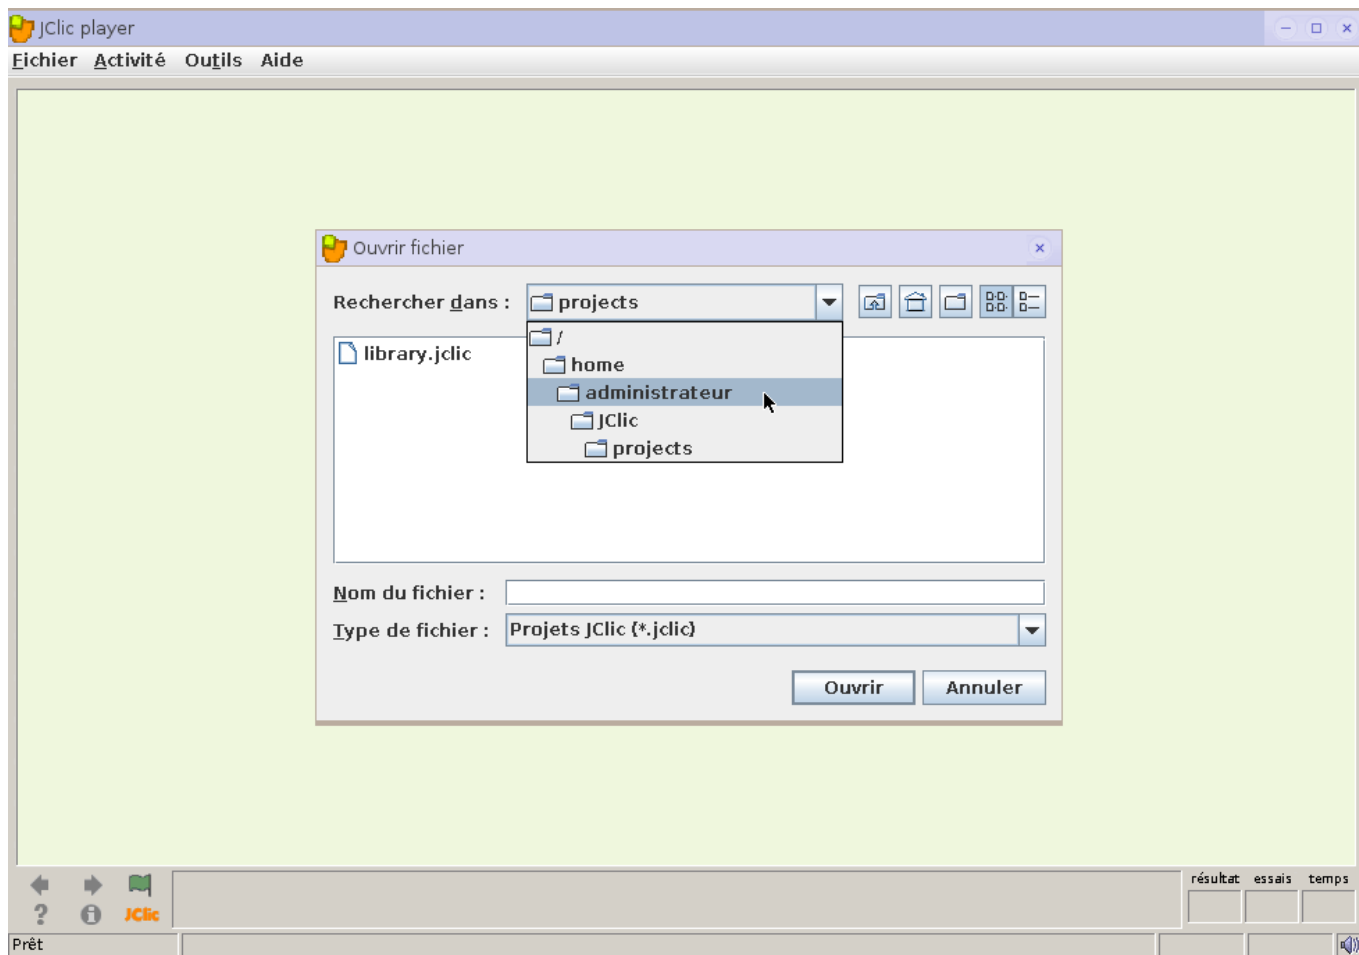 JClic player
Fichier Activité Outils Aide
Ouvrir fichier
Rechercher dans : projects
/
library.jclic
home
administrateur
JClic
projects
Nom du fichier :
Type de fichier : Projets JClic (*.jclic)
Ouvrir Annuler
résultat essais temps
JClic
Prêt